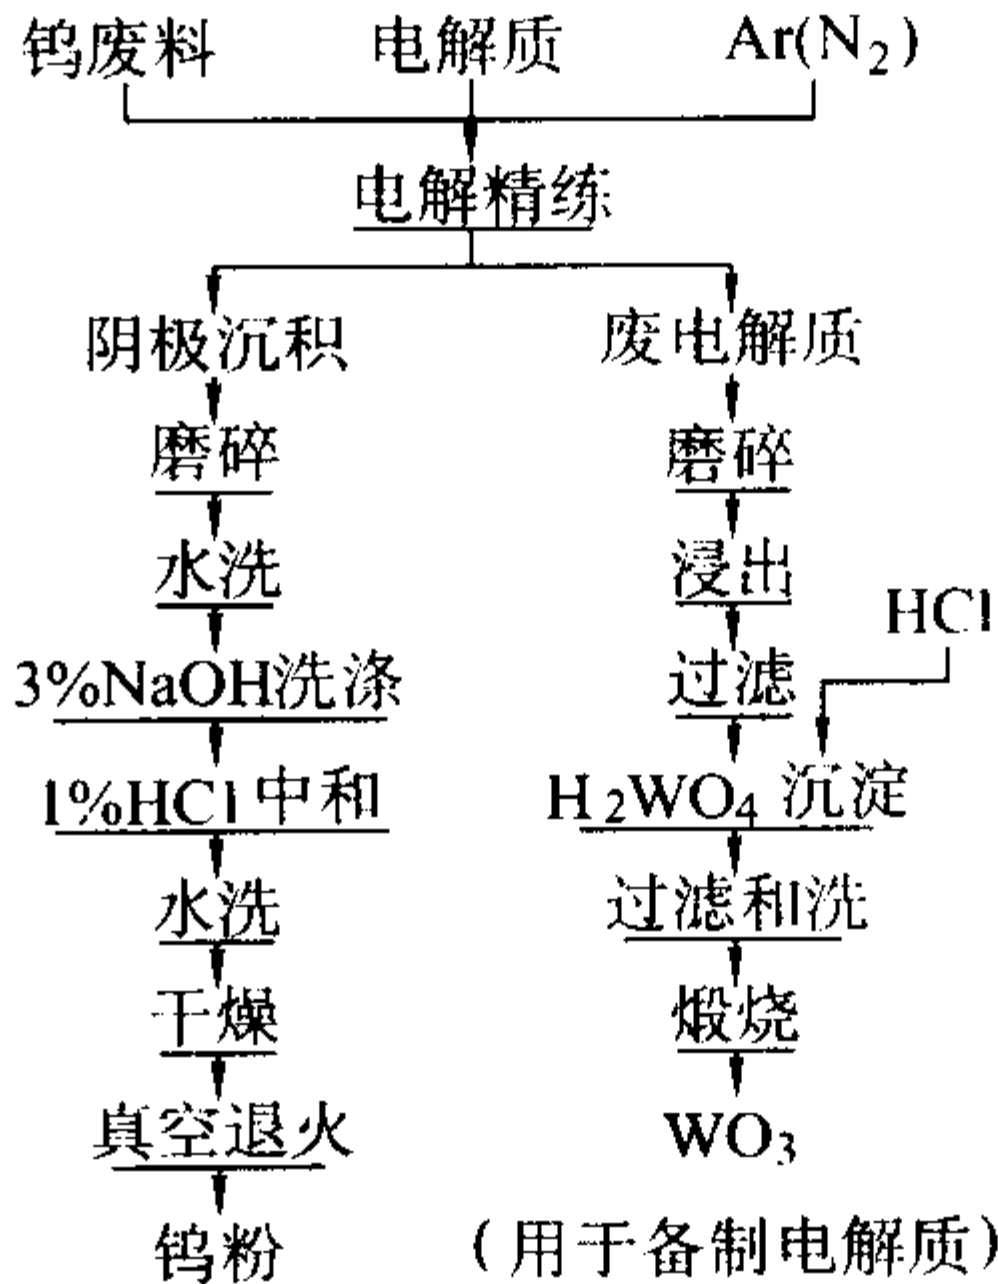 钨废料 电解质 Ar(N₂)
电解精练
阴极沉积 废电解质
磨碎 磨碎
水洗 浸出
HCl
3%NaOH洗涤 过滤
1%HCl中和 H₂WO₄沉淀
水洗 过滤和洗
干燥 煅烧
真空退火 WO₃
钨粉 (用于备制电解质)